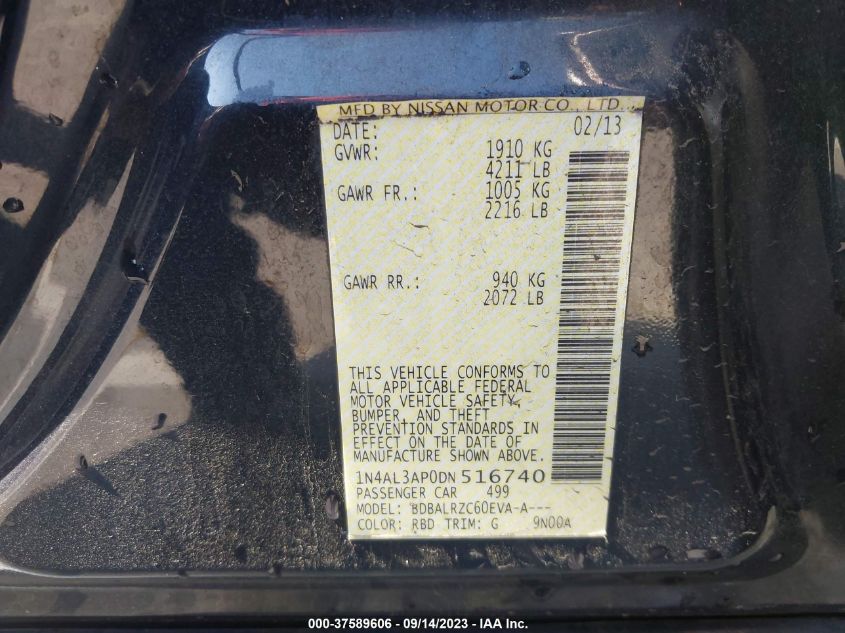 MFD BY NISSAN MOTOR CO., LTD.
DATE: 02/13
GVWR: 1910 KG
4211 LB
GAWR FR.: 1005 KG
2216 LB
GAWR RR.: 940 KG
2072 LB
THIS VEHICLE CONFORMS TO
ALL APPLICABLE FEDERAL
MOTOR VEHICLE SAFETY,
BUMPER, AND THEFT
PREVENTION STANDARDS IN
EFFECT ON THE DATE OF
MANUFACTURE SHOWN ABOVE.
1N4AL3AP0DN516740
PASSENGER CAR 499
MODEL: BDBALRZC60EVA-A---
COLOR: RBD TRIM: G 9N00A
000-37589606 - 09/14/2023 - IAA Inc.